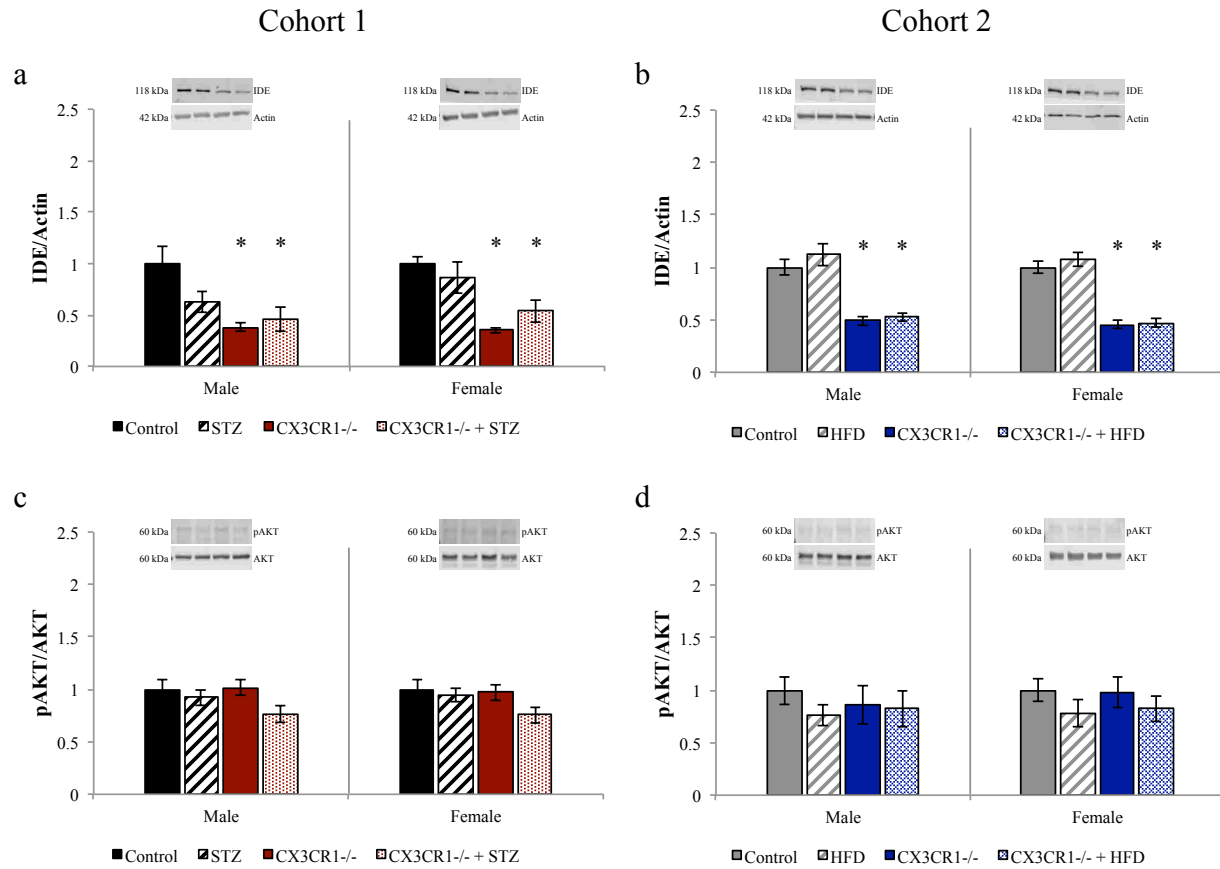 Cohort 1
Cohort 2
a
118 kDa IDE
42 kDa Actin
118 kDa IDE
42 kDa Actin
IDE/Actin
2.5
2
1.5
1
0.5
0
* *
* *
Male Female
Control STZ CX3CR1-/- CX3CR1-/- + STZ
b
118 kDa IDE
42 kDa Actin
118 kDa IDE
42 kDa Actin
IDE/Actin
2.5
2
1.5
1
0.5
0
* *
* *
Male Female
Control HFD CX3CR1-/- CX3CR1-/- + HFD
c
60 kDa pAKT
60 kDa AKT
60 kDa pAKT
60 kDa AKT
pAKT/AKT
2.5
2
1.5
1
0.5
0
Male Female
Control STZ CX3CR1-/- CX3CR1-/- + STZ
d
60 kDa pAKT
60 kDa AKT
60 kDa pAKT
60 kDa AKT
pAKT/AKT
2.5
2
1.5
1
0.5
0
Male Female
Control HFD CX3CR1-/- CX3CR1-/- + HFD